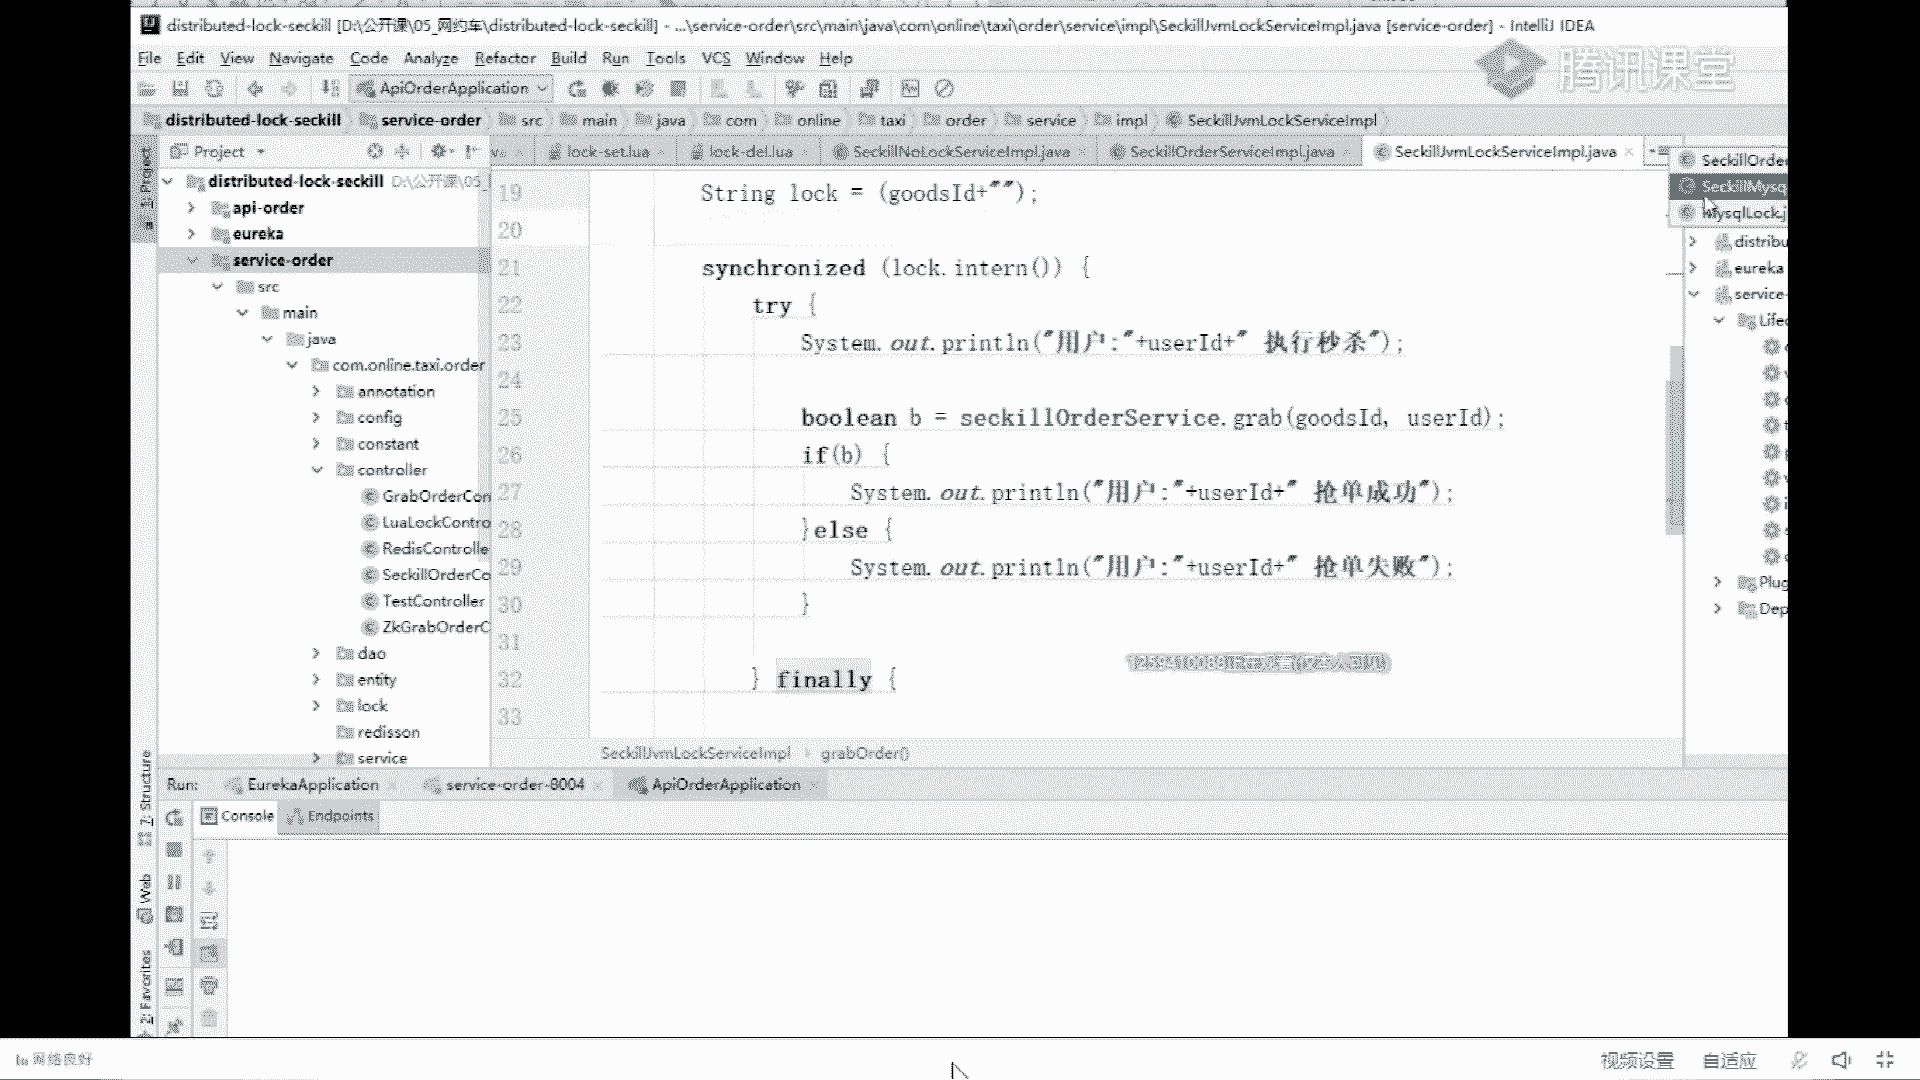 distributed-lock-seckill [D:\公开课\05_网约车\distributed-lock-seckill] - ...\service-order\src\main\java\com\online\taxi\order\service\impl\SeckillJvmLockServiceImpl.java [service-order] - IntelliJ IDEA
File Edit View Navigate Code Analyze Refactor Build Run Tools VCS Window Help
腾讯课堂
ApiOrderApplication
distributed-lock-seckill service-order src main java com online taxi order service impl SeckillJvmLockServiceImpl
1: Project
Project
lock-set.lua lock-del.lua SeckillNoLockServiceImpl.java SeckillOrderServiceImpl.java SeckillJvmLockServiceImpl.java
SeckillOrder
SeckillMysq
MysqlLock.j
distributed-lock-seckill D:\公开课\05_
api-order
eureka
service-order
src
main
java
com.online.taxi.order
annotation
config
constant
controller
GrabOrderCon
LuaLockContro
RedisControlle
SeckillOrderCo
TestController
ZkGrabOrderC
dao
entity
lock
redisson
service
19 String lock = (goodsId+"");
20
21 synchronized (lock.intern()) {
22 try {
23 System.out.println("用户:"+userId+" 执行秒杀");
24
25 boolean b = seckillOrderService.grab(goodsId, userId);
26 if(b) {
27 System.out.println("用户:"+userId+" 抢单成功");
28 }else {
29 System.out.println("用户:"+userId+" 抢单失败");
30 }
31
32 } finally {
33
SeckillJvmLockServiceImpl grabOrder()
distribu
eureka
service-
Lifec
Plug
Dep
Run: EurekaApplication service-order-8004 ApiOrderApplication
Console Endpoints
7: Structure
Web
2: Favorites
网络良好
视频设置 自适应